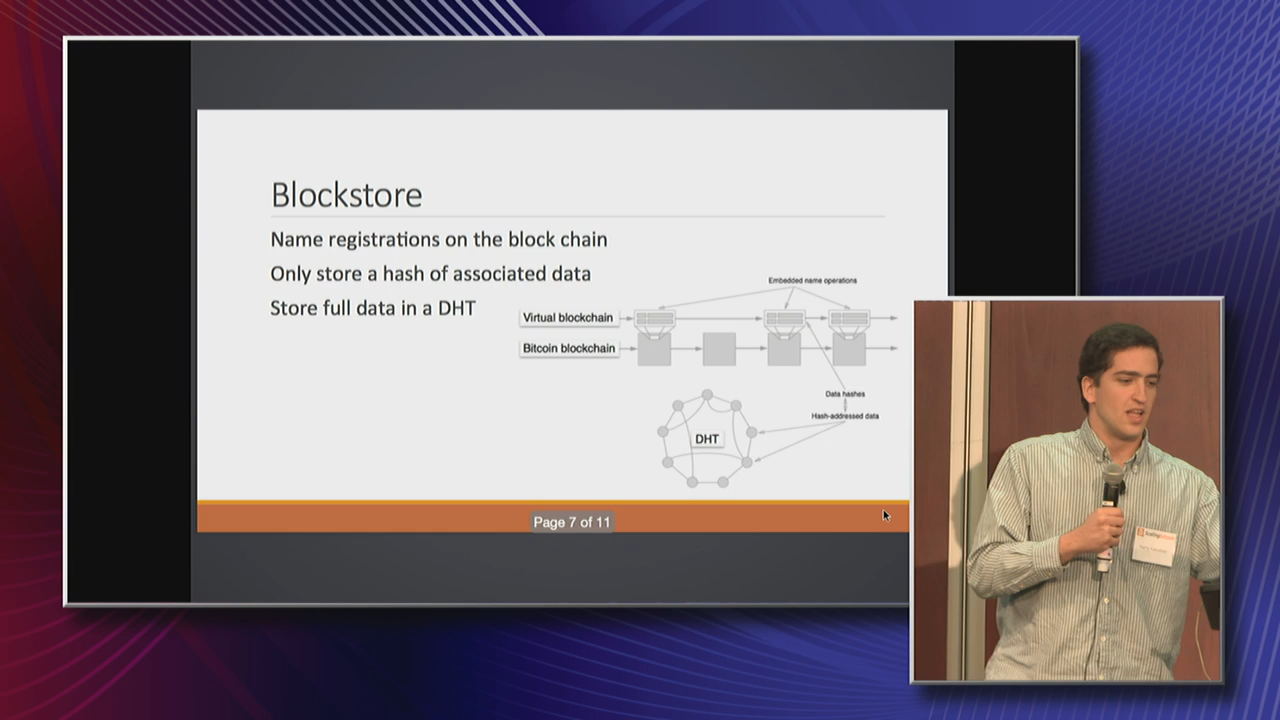 Blockstore
Name registrations on the block chain
Only store a hash of associated data
Store full data in a DHT
Embedded name operations
Virtual blockchain
Bitcoin blockchain
Data hashes
Hash-addressed data
DHT
Page 7 of 11